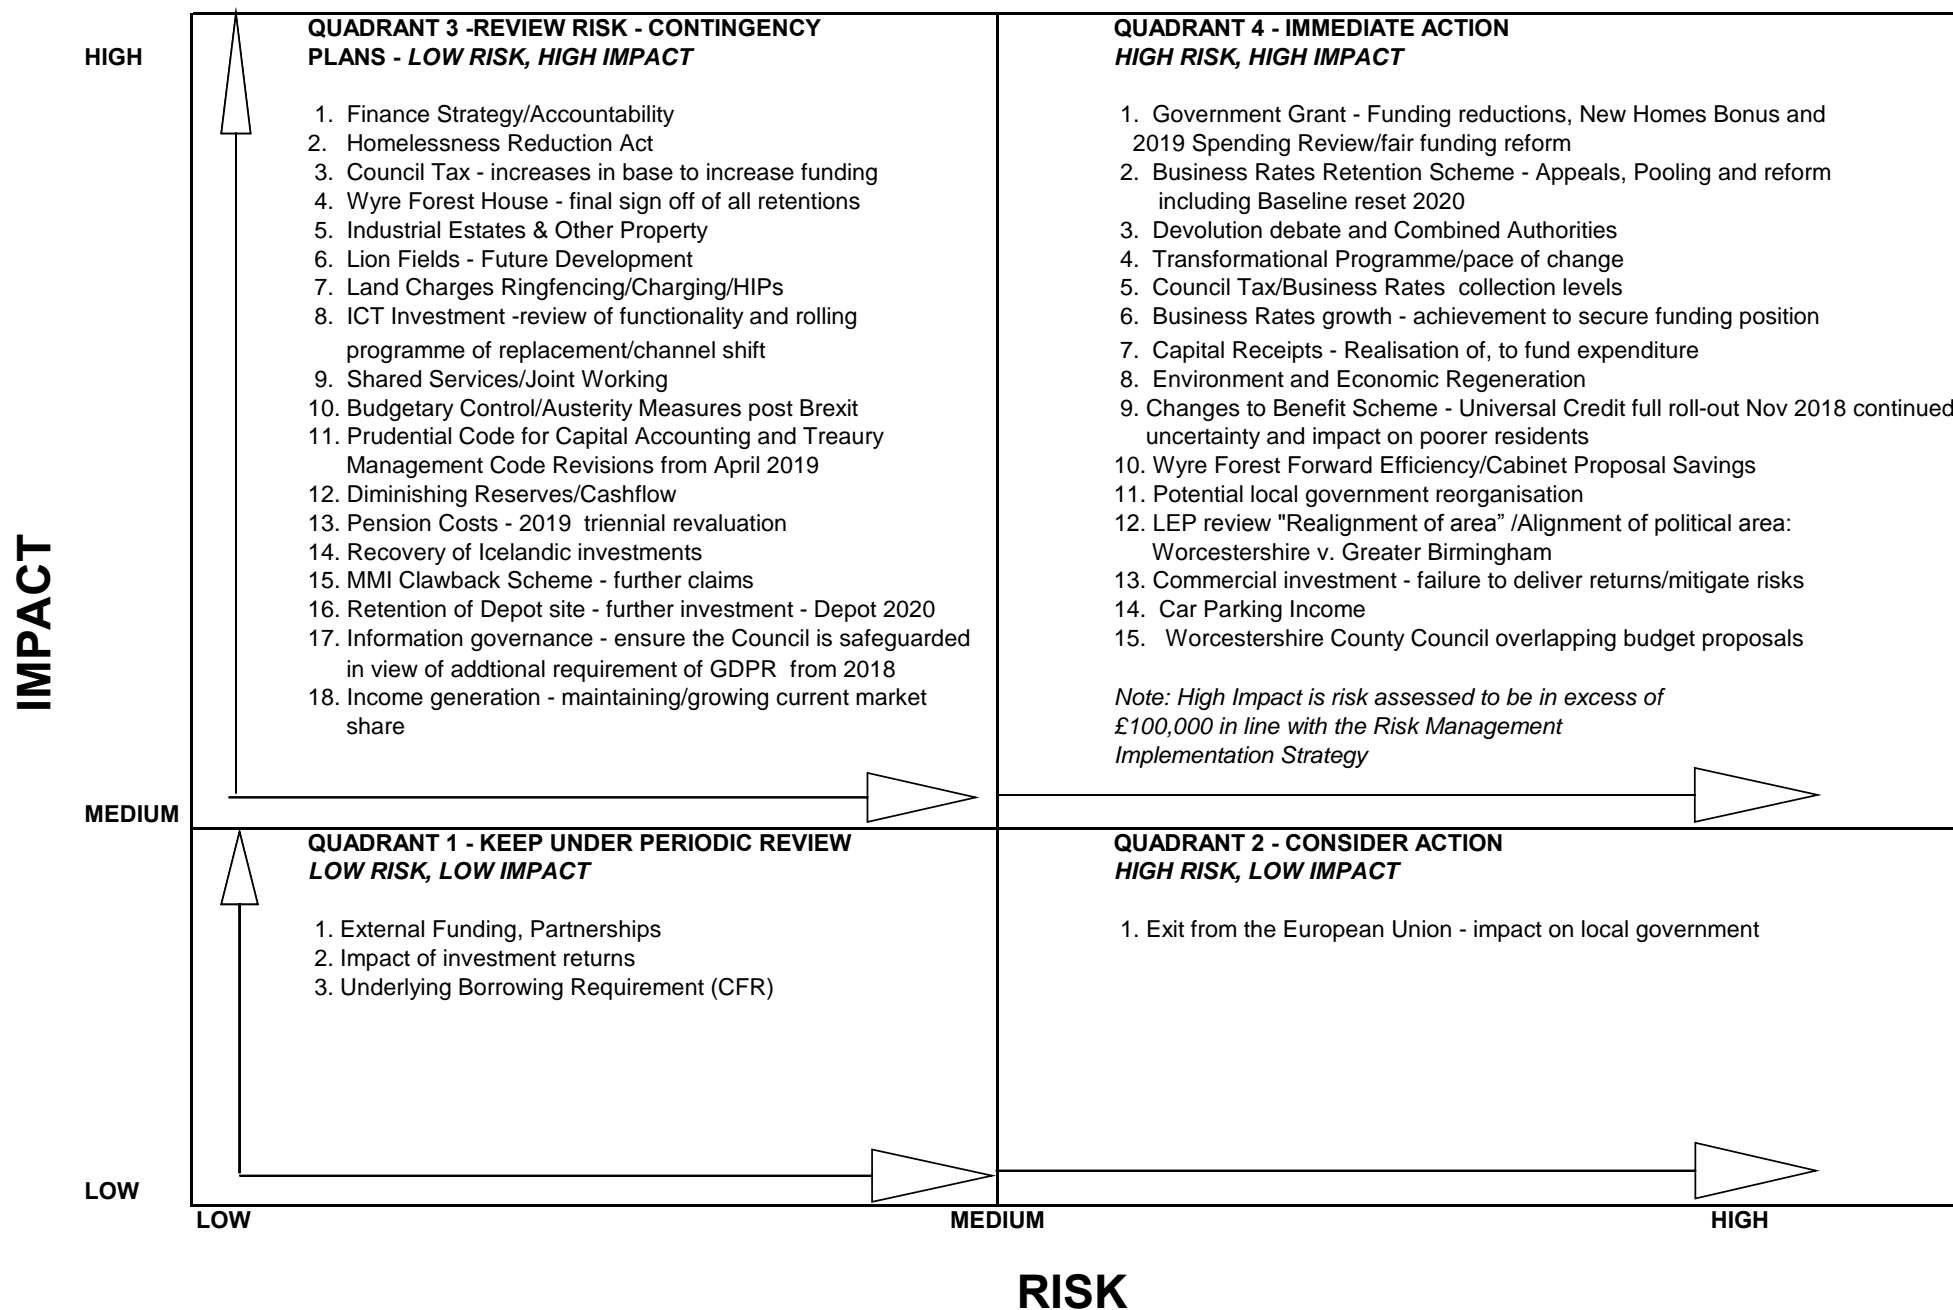 HIGH
QUADRANT 3 -REVIEW RISK - CONTINGENCY
PLANS - LOW RISK, HIGH IMPACT
1. Finance Strategy/Accountability
2. Homelessness Reduction Act
3. Council Tax - increases in base to increase funding
4. Wyre Forest House - final sign off of all retentions
5. Industrial Estates & Other Property
6. Lion Fields - Future Development
7. Land Charges Ringfencing/Charging/HIPs
8. ICT Investment -review of functionality and rolling
programme of replacement/channel shift
9. Shared Services/Joint Working
10. Budgetary Control/Austerity Measures post Brexit
11. Prudential Code for Capital Accounting and Treaury
Management Code Revisions from April 2019
12. Diminishing Reserves/Cashflow
13. Pension Costs - 2019 triennial revaluation
14. Recovery of Icelandic investments
15. MMI Clawback Scheme - further claims
16. Retention of Depot site - further investment - Depot 2020
17. Information governance - ensure the Council is safeguarded
in view of addtional requirement of GDPR from 2018
18. Income generation - maintaining/growing current market
share
QUADRANT 4 - IMMEDIATE ACTION
HIGH RISK, HIGH IMPACT
1. Government Grant - Funding reductions, New Homes Bonus and
2019 Spending Review/fair funding reform
2. Business Rates Retention Scheme - Appeals, Pooling and reform
including Baseline reset 2020
3. Devolution debate and Combined Authorities
4. Transformational Programme/pace of change
5. Council Tax/Business Rates collection levels
6. Business Rates growth - achievement to secure funding position
7. Capital Receipts - Realisation of, to fund expenditure
8. Environment and Economic Regeneration
9. Changes to Benefit Scheme - Universal Credit full roll-out Nov 2018 continued
uncertainty and impact on poorer residents
10. Wyre Forest Forward Efficiency/Cabinet Proposal Savings
11. Potential local government reorganisation
12. LEP review "Realignment of area” /Alignment of political area:
Worcestershire v. Greater Birmingham
13. Commercial investment - failure to deliver returns/mitigate risks
14. Car Parking Income
15. Worcestershire County Council overlapping budget proposals
Note: High Impact is risk assessed to be in excess of
£100,000 in line with the Risk Management
Implementation Strategy
IMPACT
MEDIUM
QUADRANT 1 - KEEP UNDER PERIODIC REVIEW
LOW RISK, LOW IMPACT
1. External Funding, Partnerships
2. Impact of investment returns
3. Underlying Borrowing Requirement (CFR)
QUADRANT 2 - CONSIDER ACTION
HIGH RISK, LOW IMPACT
1. Exit from the European Union - impact on local government
LOW
LOW
MEDIUM
HIGH
RISK